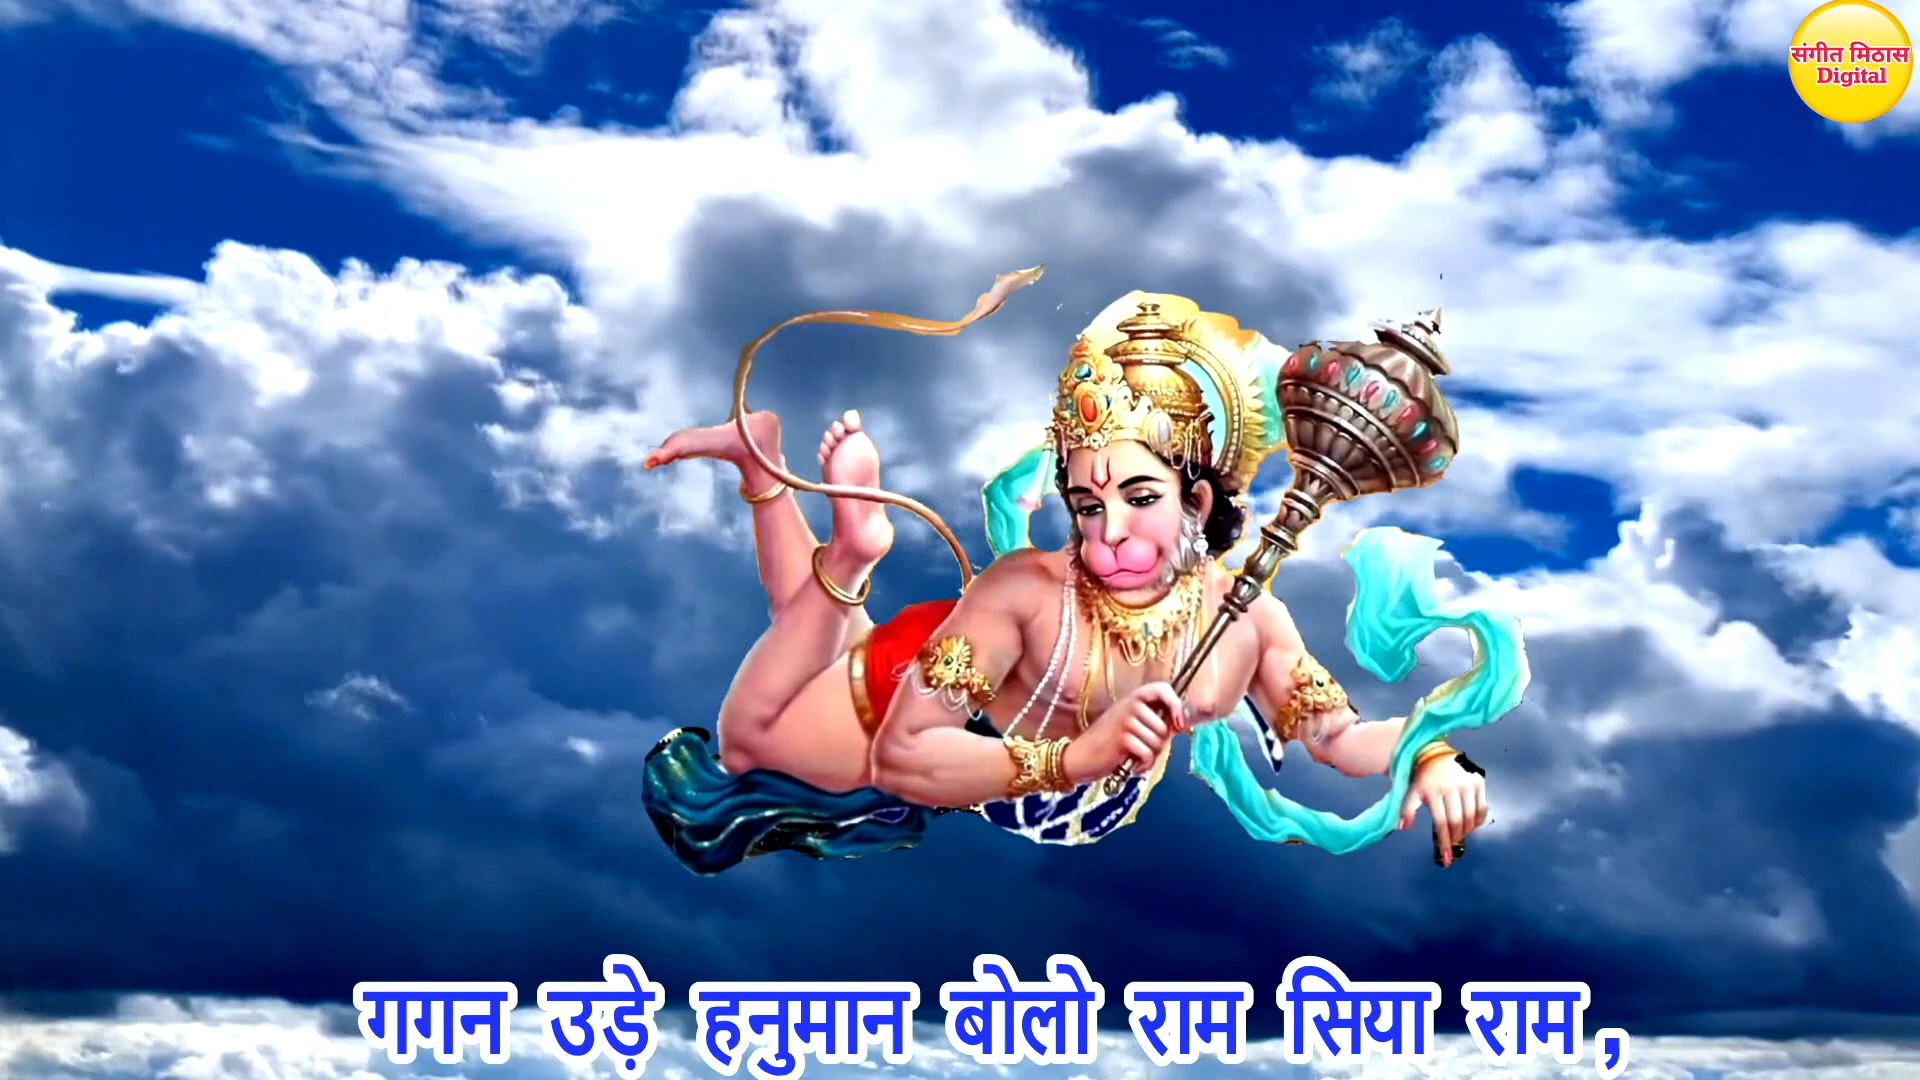 संगीत मिठास
Digital
गगन उड़े हनुमान बोलो राम सिया राम,